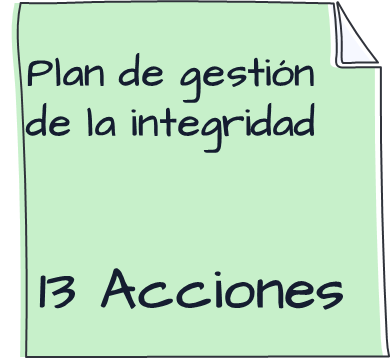 Plan de gestión
de la integridad
13 Acciones